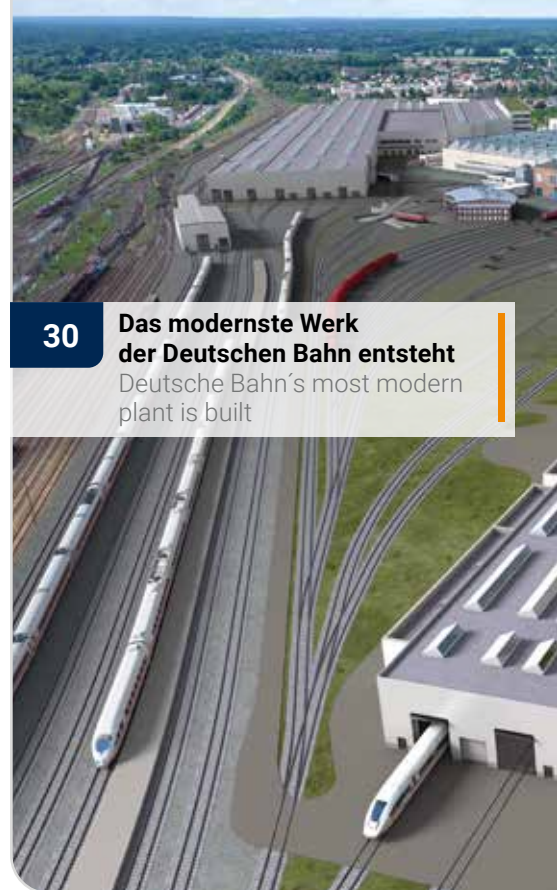 30
Das modernste Werk
der Deutschen Bahn entsteht
Deutsche Bahn´s most modern
plant is built